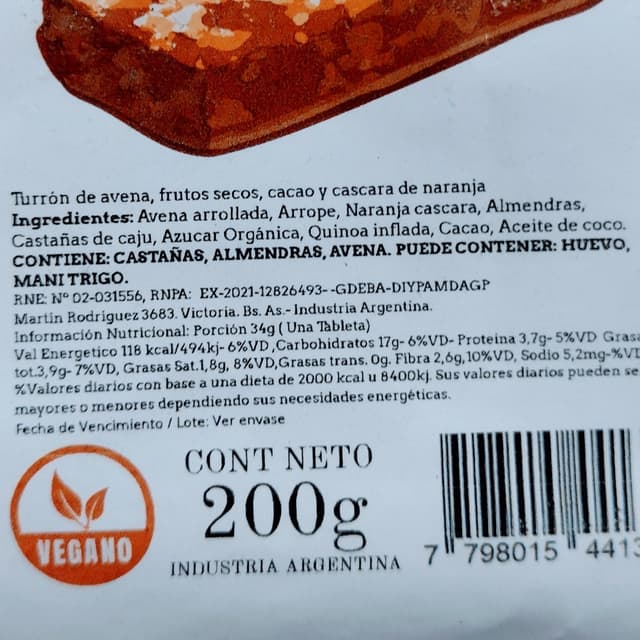 Turrón de avena, frutos secos, cacao y cascara de naranja
Ingredientes: Avena arrollada, Arrope, Naranja cascara, Almendras,
Castañas de caju, Azucar Orgánica, Quinoa inflada, Cacao, Aceite de coco.
CONTIENE: CASTAÑAS, ALMENDRAS, AVENA. PUEDE CONTENER: HUEVO,
MANI TRIGO.
RNE: Nº 02-031556, RNPA: EX-2021-12826493- -GDEBA-DIYPAMDAGP
Martin Rodriguez 3683. Victoria. Bs. As.- Industria Argentina.
Información Nutricional: Porción 34g ( Una Tableta)
Val Energetico 118 kcal/494kj- 6%VD ,Carbohidratos 17g- 6%VD- Proteina 3,7g- 5%VD Grasa
tot.3,9g- 7%VD, Grasas Sat.1,8g, 8%VD,Grasas trans. 0g. Fibra 2,6g,10%VD, Sodio 5,2mg-%VD
%Valores diarios con base a una dieta de 2000 kcal u 8400kj. Sus valores diarios pueden se
mayores o menores dependiendo sus necesidades energéticas.
Fecha de Vencimiento / Lote: Ver envase
CONT NETO
200g
INDUSTRIA ARGENTINA
VEGANO
7 798015 4413